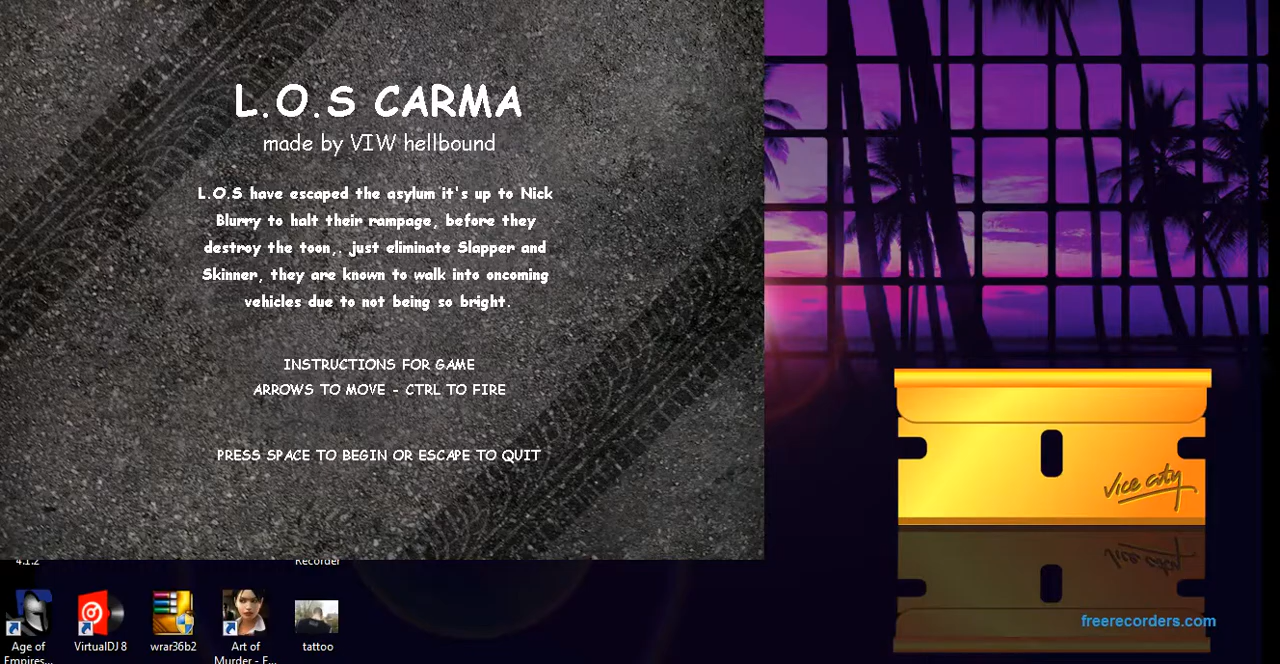 L.O.S CARMA
made by VIW hellbound
L.O.S have escaped the asylum it's up to Nick
Blurry to halt their rampage, before they
destroy the toon,. just eliminate Slapper and
Skinner, they are known to walk into oncoming
vehicles due to not being so bright.
INSTRUCTIONS FOR GAME
ARROWS TO MOVE - CTRL TO FIRE
PRESS SPACE TO BEGIN OR ESCAPE TO QUIT
vice city
vice city
freerecorders.com
4.1.2
Recorder
Age of
Empires...
VirtualDJ 8
wrar36b2
Art of
Murder - F...
tattoo